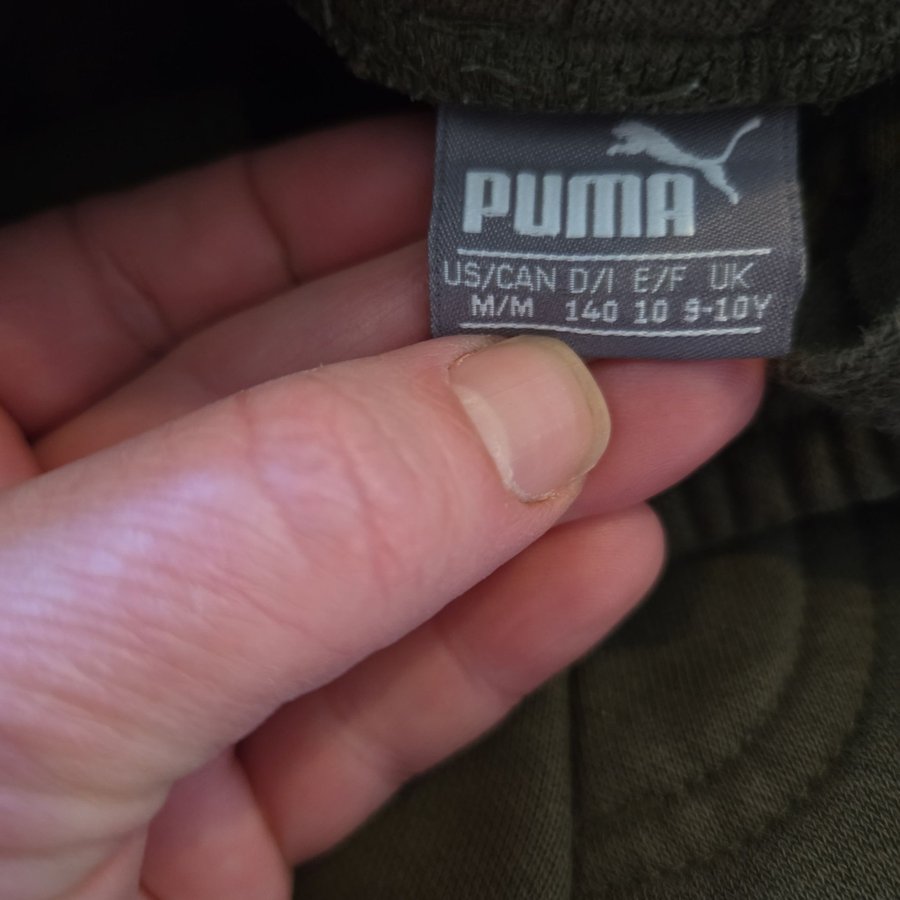 PUMA
US/CAN D/I E/F UK
M/M 140 10 9-10Y